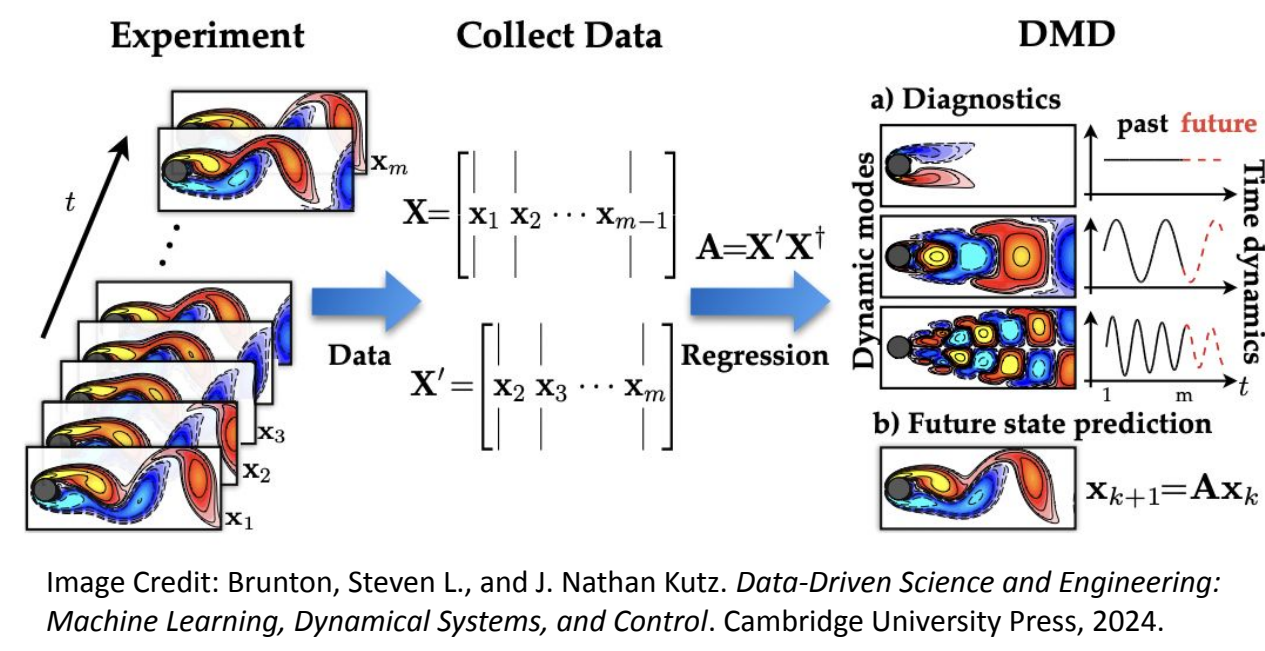 Experiment
Collect Data
DMD
t
x_m
x_3
x_2
x_1
Data
X=[x_1 x_2 ⋯ x_{m−1}]
X′=[x_2 x_3 ⋯ x_m]
A=X′X†
Regression
a) Diagnostics
past future
Dynamic modes
Time dynamics
1 m t
b) Future state prediction
x_{k+1}=Ax_k
Image Credit: Brunton, Steven L., and J. Nathan Kutz. Data-Driven Science and Engineering:
Machine Learning, Dynamical Systems, and Control. Cambridge University Press, 2024.